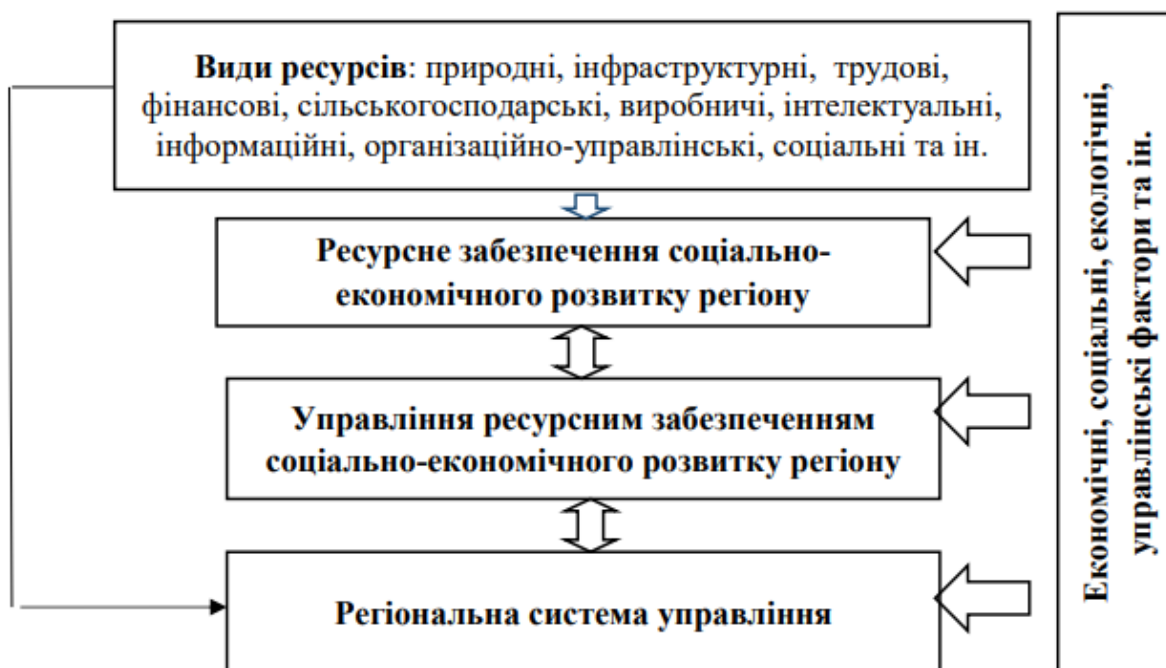 Види ресурсів: природні, інфраструктурні, трудові,
фінансові, сільськогосподарські, виробничі, інтелектуальні,
інформаційні, організаційно-управлінські, соціальні та ін.
Ресурсне забезпечення соціально-
економічного розвитку регіону
Управління ресурсним забезпеченням
соціально-економічного розвитку регіону
Регіональна система управління
Економічні, соціальні, екологічні,
управлінські фактори та ін.